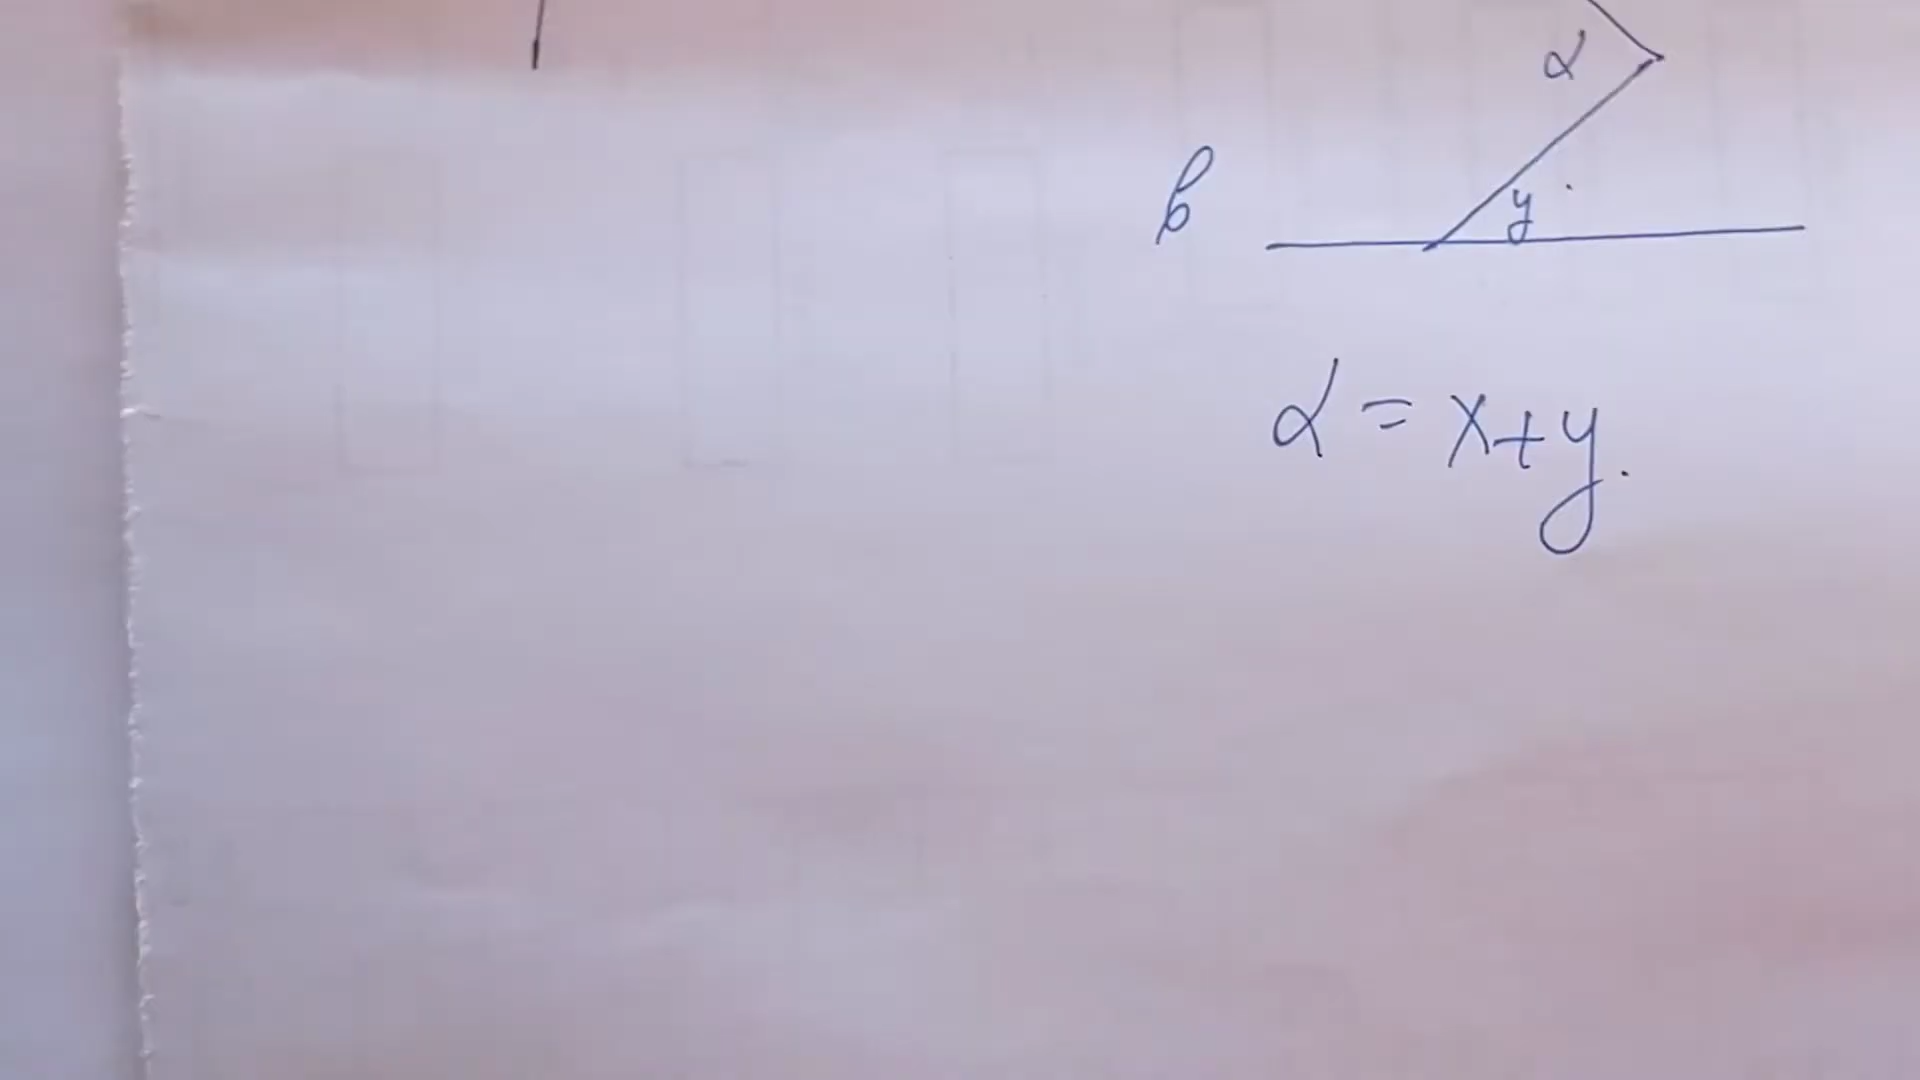 α
b
y
α = x+y.